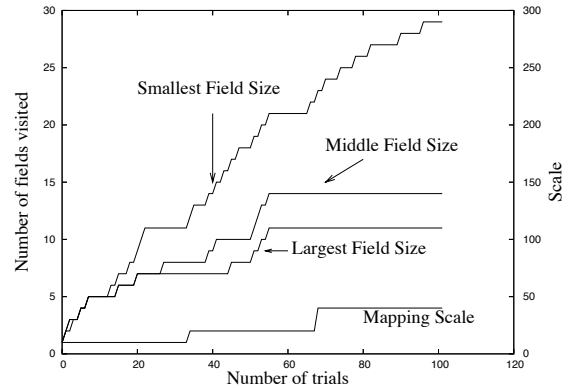 30
25
20
15
10
5
0
Number of fields visited
300
250
200
150
100
50
0
Scale
Smallest Field Size
Middle Field Size
Largest Field Size
Mapping Scale
0 20 40 60 80 100 120
Number of trials